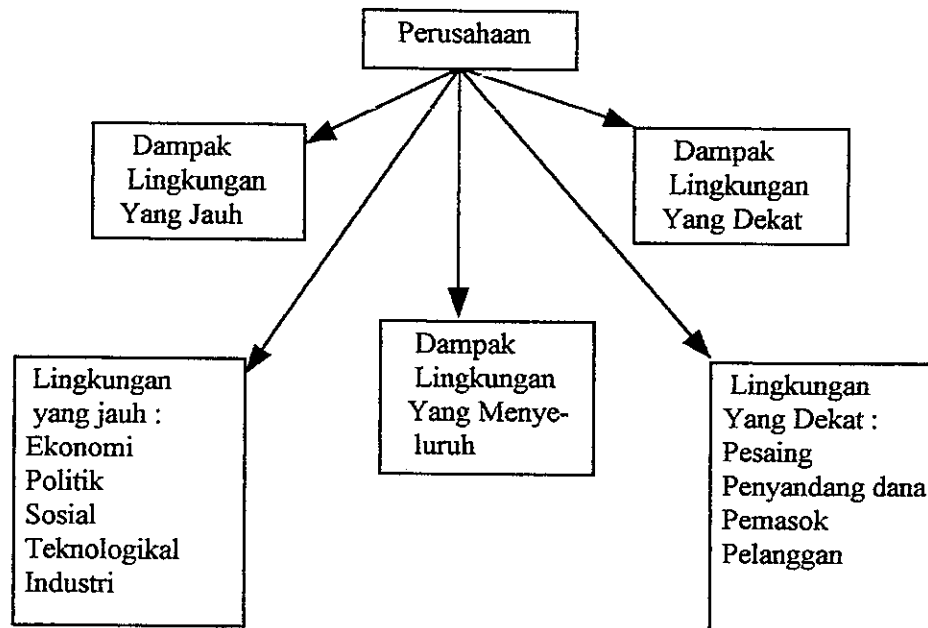 Perusahaan
Dampak
Lingkungan
Yang Jauh
Dampak
Lingkungan
Yang Dekat
Lingkungan
yang jauh :
Ekonomi
Politik
Sosial
Teknologikal
Industri
Dampak
Lingkungan
Yang Menye-
luruh
Lingkungan
Yang Dekat :
Pesaing
Penyandang dana
Pemasok
Pelanggan